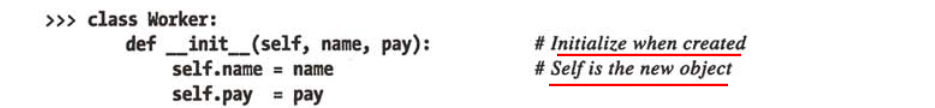 >>> class Worker:
        def __init__(self, name, pay):          # Initialize when created
            self.name = name                    # Self is the new object
            self.pay  = pay